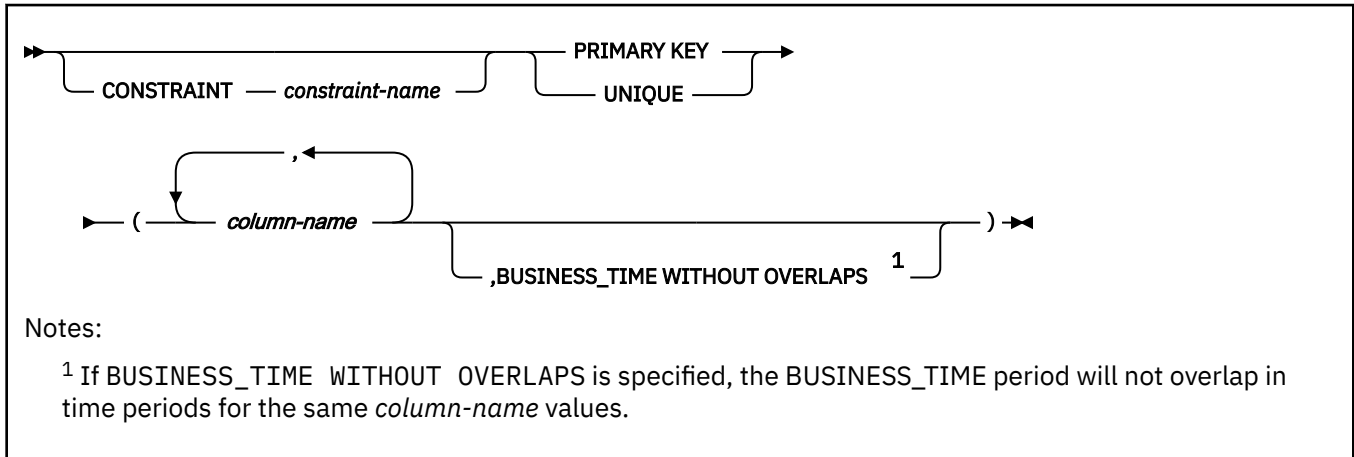 PRIMARY KEY
CONSTRAINT constraint-name UNIQUE
,
( column-name )
,BUSINESS_TIME WITHOUT OVERLAPS 1
Notes:
1 If BUSINESS_TIME WITHOUT OVERLAPS is specified, the BUSINESS_TIME period will not overlap in
time periods for the same column-name values.